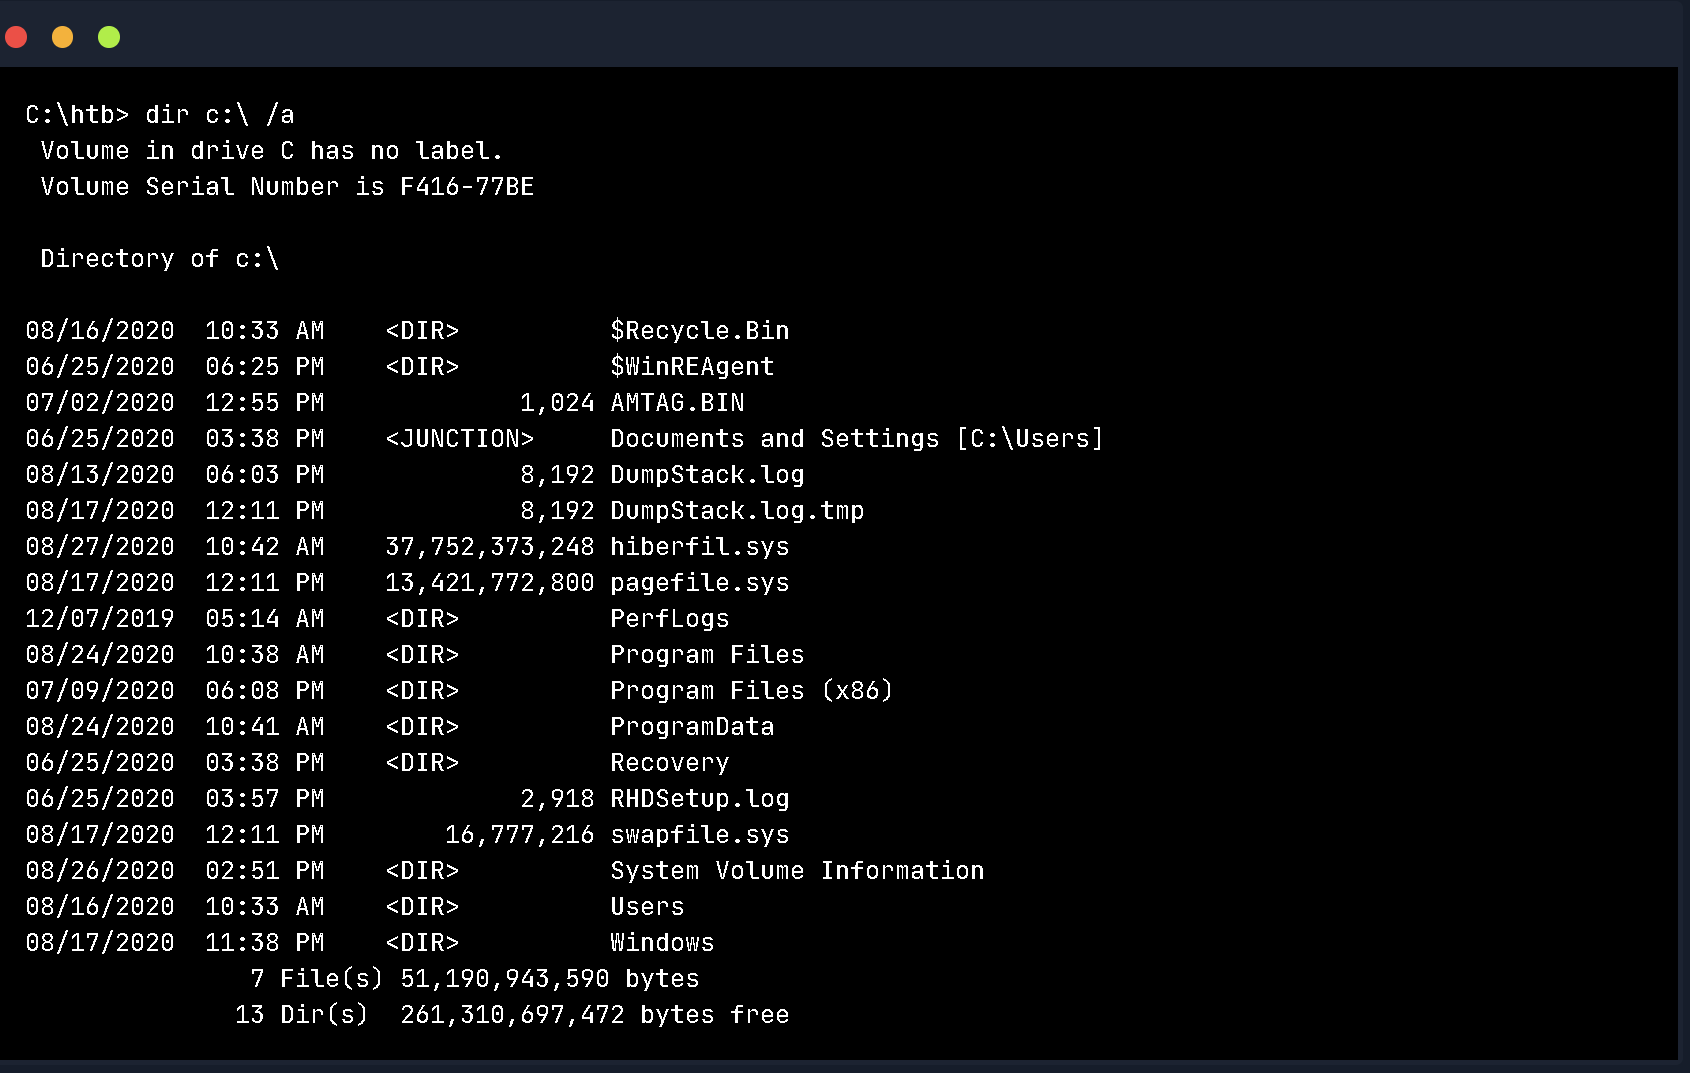 C:\htb> dir c:\ /a
 Volume in drive C has no label.
 Volume Serial Number is F416-77BE

 Directory of c:\

08/16/2020  10:33 AM    <DIR>          $Recycle.Bin
06/25/2020  06:25 PM    <DIR>          $WinREAgent
07/02/2020  12:55 PM             1,024 AMTAG.BIN
06/25/2020  03:38 PM    <JUNCTION>     Documents and Settings [C:\Users]
08/13/2020  06:03 PM             8,192 DumpStack.log
08/17/2020  12:11 PM             8,192 DumpStack.log.tmp
08/27/2020  10:42 AM    37,752,373,248 hiberfil.sys
08/17/2020  12:11 PM    13,421,772,800 pagefile.sys
12/07/2019  05:14 AM    <DIR>          PerfLogs
08/24/2020  10:38 AM    <DIR>          Program Files
07/09/2020  06:08 PM    <DIR>          Program Files (x86)
08/24/2020  10:41 AM    <DIR>          ProgramData
06/25/2020  03:38 PM    <DIR>          Recovery
06/25/2020  03:57 PM             2,918 RHDSetup.log
08/17/2020  12:11 PM        16,777,216 swapfile.sys
08/26/2020  02:51 PM    <DIR>          System Volume Information
08/16/2020  10:33 AM    <DIR>          Users
08/17/2020  11:38 PM    <DIR>          Windows
               7 File(s) 51,190,943,590 bytes
              13 Dir(s)  261,310,697,472 bytes free